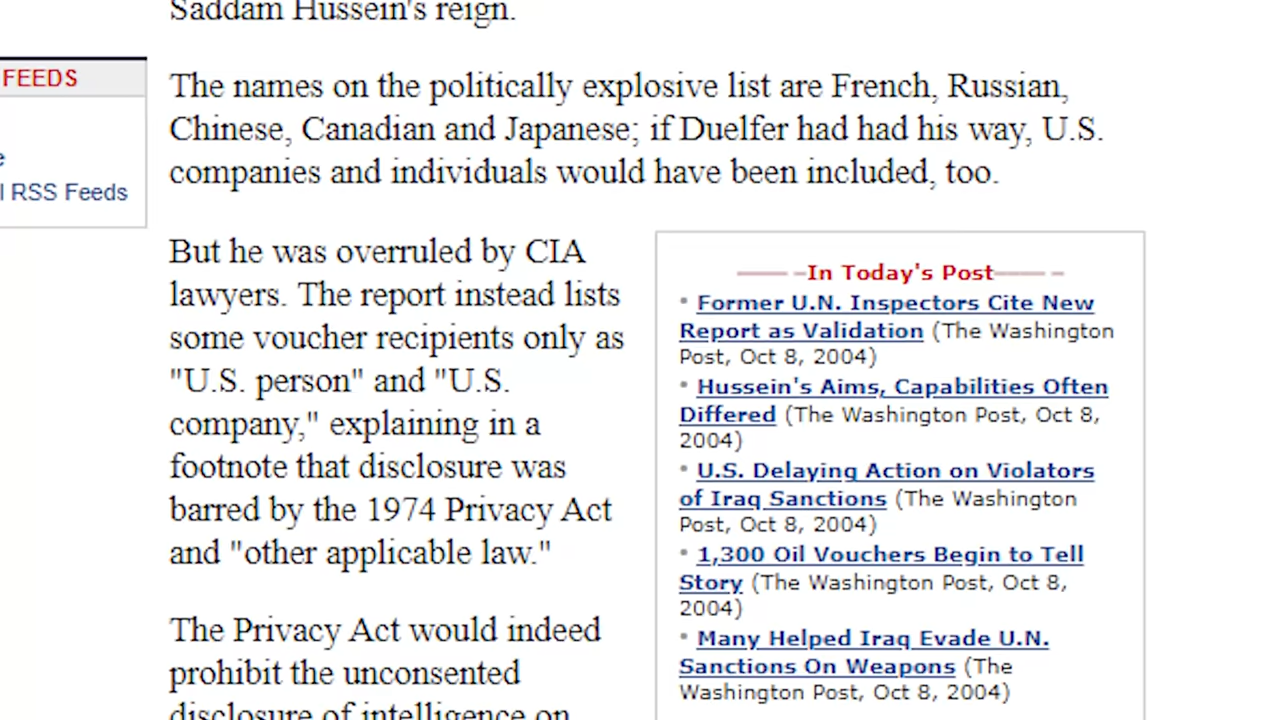 Saddam Hussein's reign.
FEEDS
e
l RSS Feeds
The names on the politically explosive list are French, Russian,
Chinese, Canadian and Japanese; if Duelfer had had his way, U.S.
companies and individuals would have been included, too.
But he was overruled by CIA
lawyers. The report instead lists
some voucher recipients only as
"U.S. person" and "U.S.
company," explaining in a
footnote that disclosure was
barred by the 1974 Privacy Act
and "other applicable law."
The Privacy Act would indeed
prohibit the unconsented
disclosure of intelligence on
In Today's Post
• Former U.N. Inspectors Cite New
Report as Validation (The Washington
Post, Oct 8, 2004)
• Hussein's Aims, Capabilities Often
Differed (The Washington Post, Oct 8,
2004)
• U.S. Delaying Action on Violators
of Iraq Sanctions (The Washington
Post, Oct 8, 2004)
• 1,300 Oil Vouchers Begin to Tell
Story (The Washington Post, Oct 8,
2004)
• Many Helped Iraq Evade U.N.
Sanctions On Weapons (The
Washington Post, Oct 8, 2004)